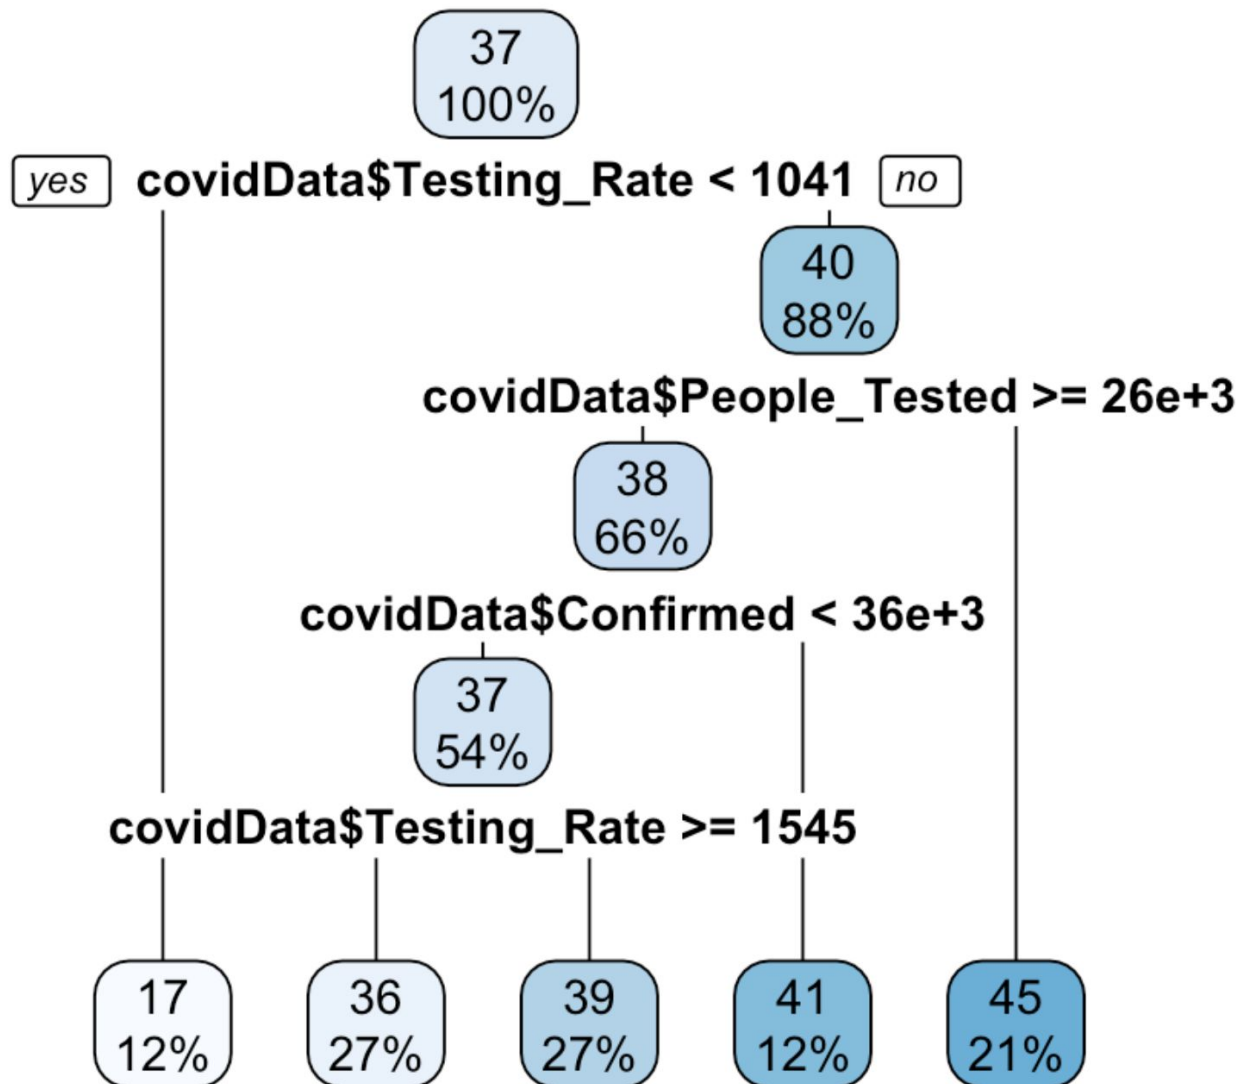 37
100%
yes covidData$Testing_Rate < 1041 no
40
88%
covidData$People_Tested >= 26e+3
38
66%
covidData$Confirmed < 36e+3
37
54%
covidData$Testing_Rate >= 1545
17 36 39 41 45
12% 27% 27% 12% 21%